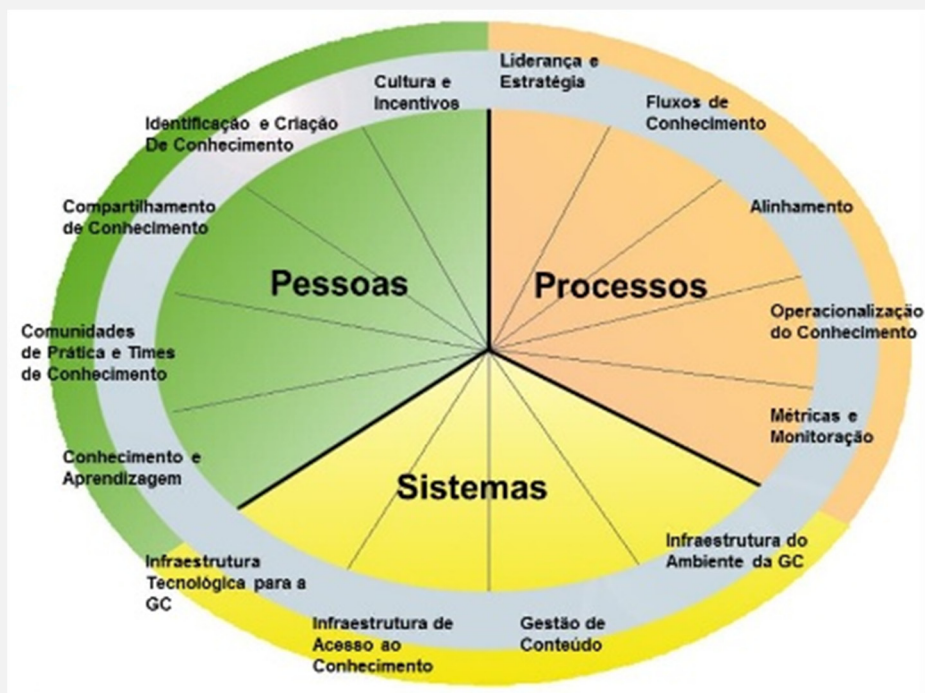 Liderança e
Estratégia
Fluxos de
Conhecimento
Alinhamento
Operacionalização
do Conhecimento
Métricas e
Monitoração
Infraestrutura do
Ambiente da GC
Gestão de
Conteúdo
Infraestrutura de
Acesso ao
Conhecimento
Infraestrutura
Tecnológica para a
GC
Conhecimento e
Aprendizagem
Comunidades
de Prática e Times
de Conhecimento
Compartilhamento
de Conhecimento
Identificação e Criação
De Conhecimento
Cultura e
Incentivos
Pessoas
Processos
Sistemas